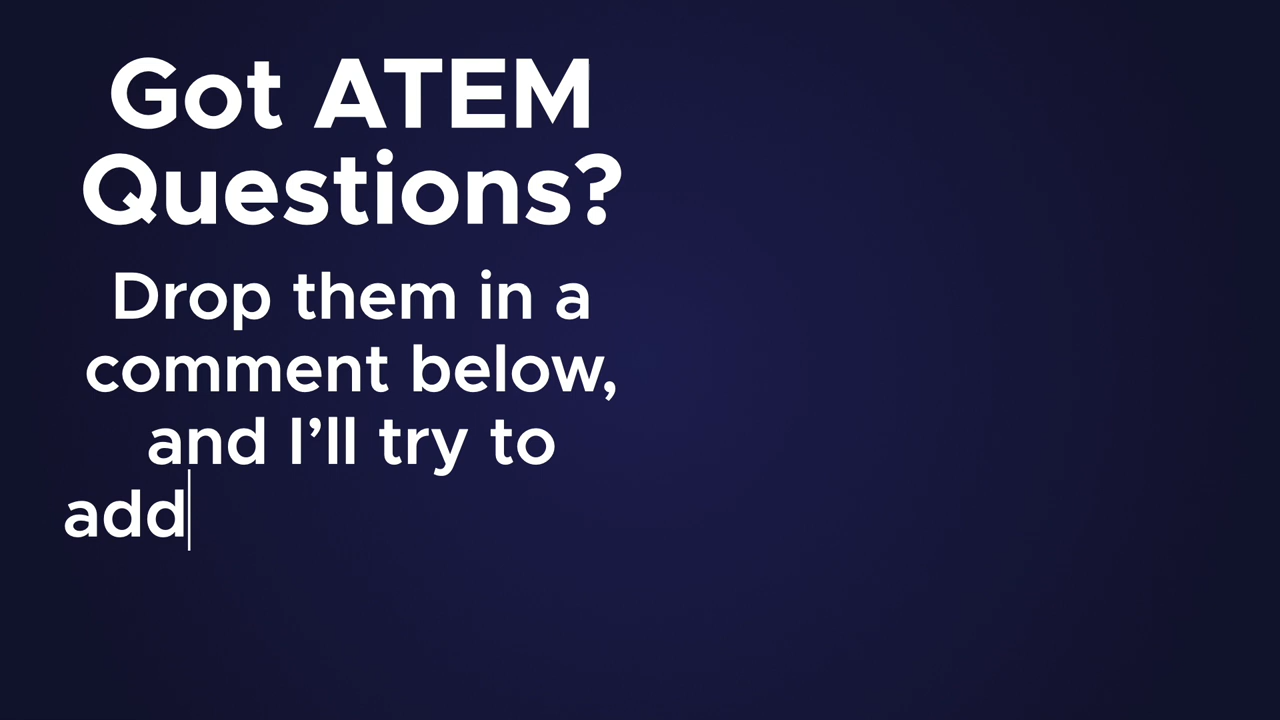 Got ATEM
Questions?
Drop them in a
comment below,
and I’ll try to
add